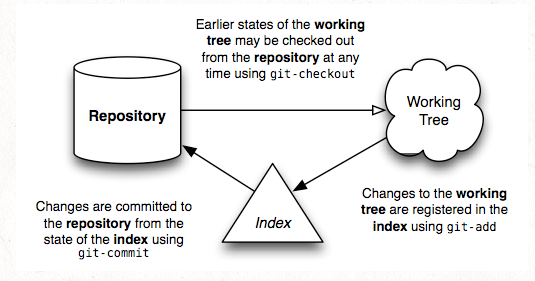 Earlier states of the working
tree may be checked out
from the repository at any
time using git-checkout
Repository
Working
Tree
Index
Changes are committed to
the repository from the
state of the index using
git-commit
Changes to the working
tree are registered in the
index using git-add